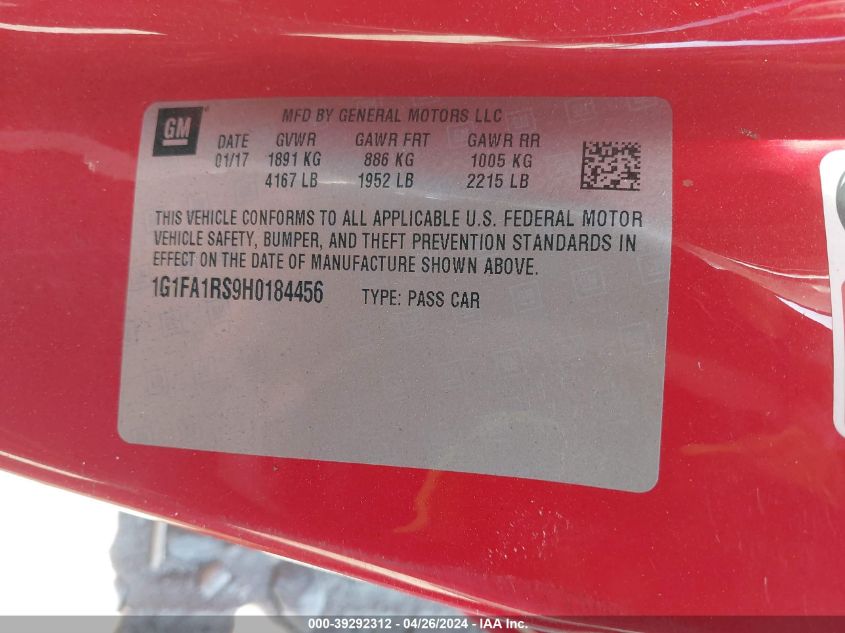 GM
MFD BY GENERAL MOTORS LLC
DATE GVWR GAWR FRT GAWR RR
01/17 1891 KG 886 KG 1005 KG
4167 LB 1952 LB 2215 LB
THIS VEHICLE CONFORMS TO ALL APPLICABLE U.S. FEDERAL MOTOR
VEHICLE SAFETY, BUMPER, AND THEFT PREVENTION STANDARDS IN
EFFECT ON THE DATE OF MANUFACTURE SHOWN ABOVE.
1G1FA1RS9H0184456 TYPE: PASS CAR
000-39292312 - 04/26/2024 - IAA Inc.